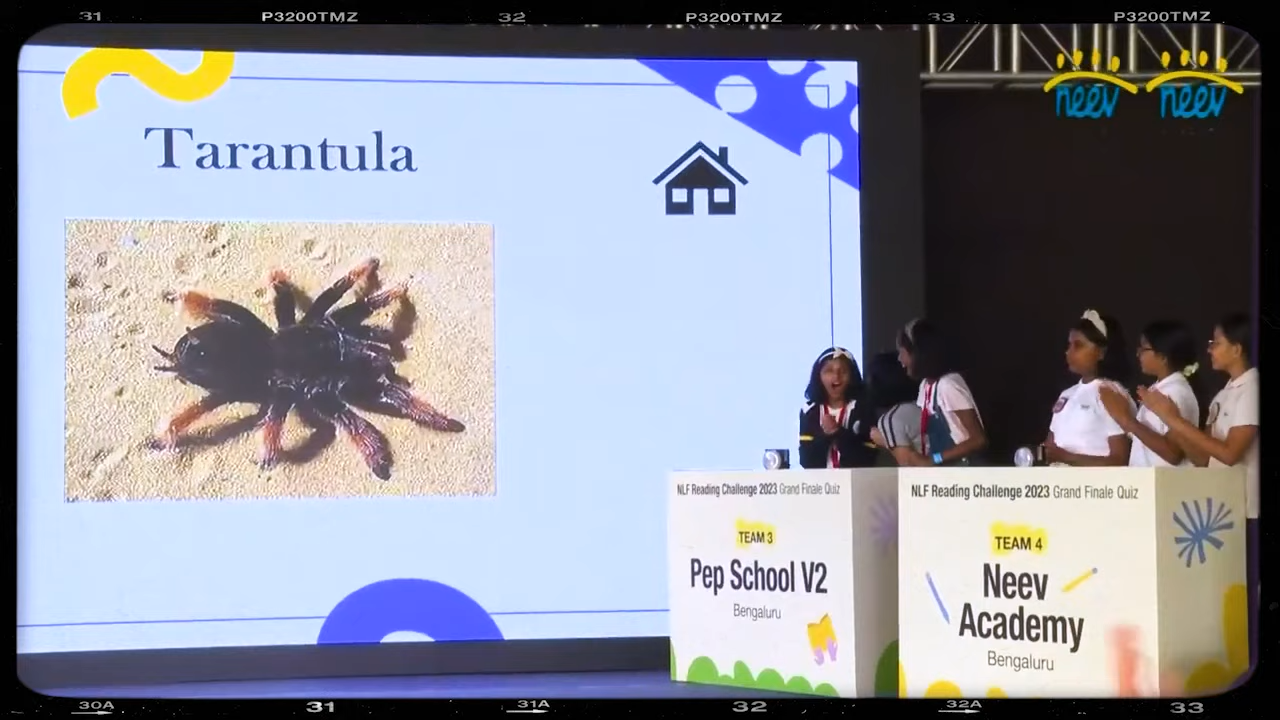 31 P3200TMZ 32 P3200TMZ 33 P3200TMZ
neev neev
Tarantula
NLF Reading Challenge 2023 Grand Finale Quiz
TEAM 3
Pep School V2
Bengaluru
NLF Reading Challenge 2023 Grand Finale Quiz
TEAM 4
Neev
Academy
Bengaluru
30A 31 31A 32 32A 33